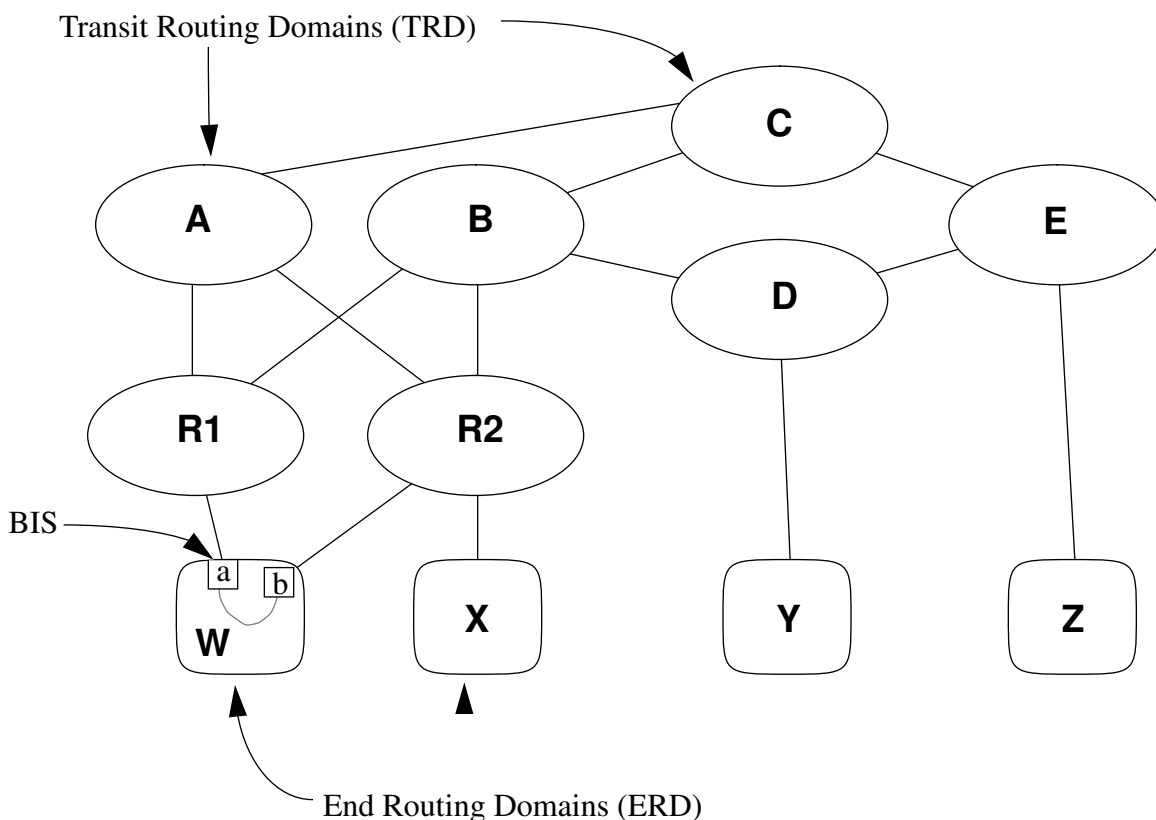 Transit Routing Domains (TRD)
C
A
B
E
D
R1
R2
BIS
a
b
W
X
Y
Z
End Routing Domains (ERD)